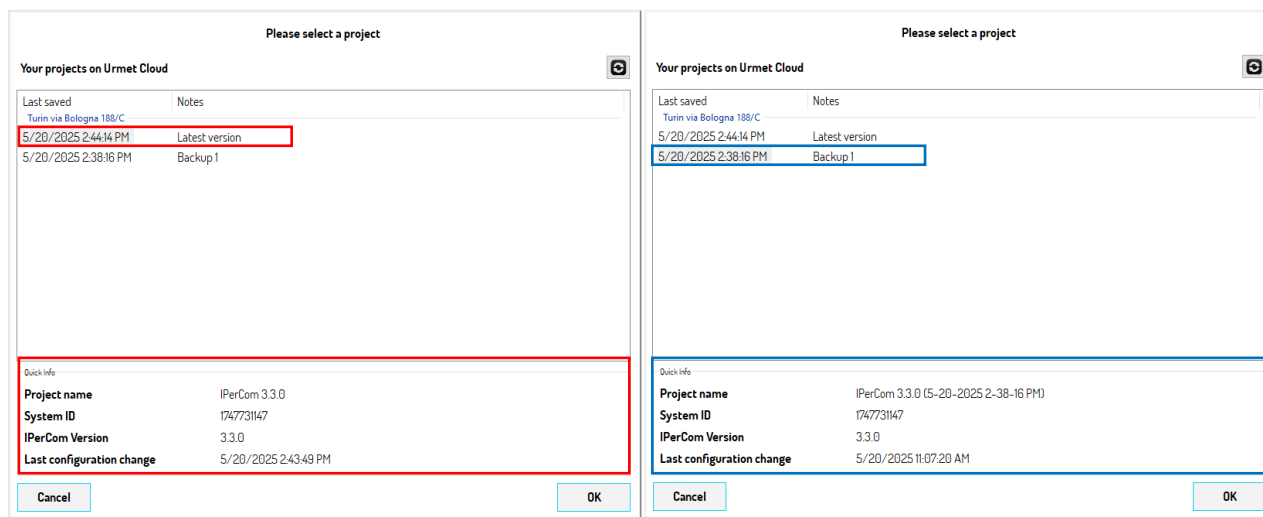 Please select a project
Your projects on Urmet Cloud
Last saved Notes
Turin via Bologna 188/C
5/20/2025 2:44:14 PM Latest version
5/20/2025 2:38:16 PM Backup 1
Quick Info
Project name IPerCom 3.3.0
System ID 1747731147
IPerCom Version 3.3.0
Last configuration change 5/20/2025 2:43:49 PM
Cancel OK
Please select a project
Your projects on Urmet Cloud
Last saved Notes
Turin via Bologna 188/C
5/20/2025 2:44:14 PM Latest version
5/20/2025 2:38:16 PM Backup 1
Quick Info
Project name IPerCom 3.3.0 (5-20-2025 2-38-16 PM)
System ID 1747731147
IPerCom Version 3.3.0
Last configuration change 5/20/2025 11:07:20 AM
Cancel OK